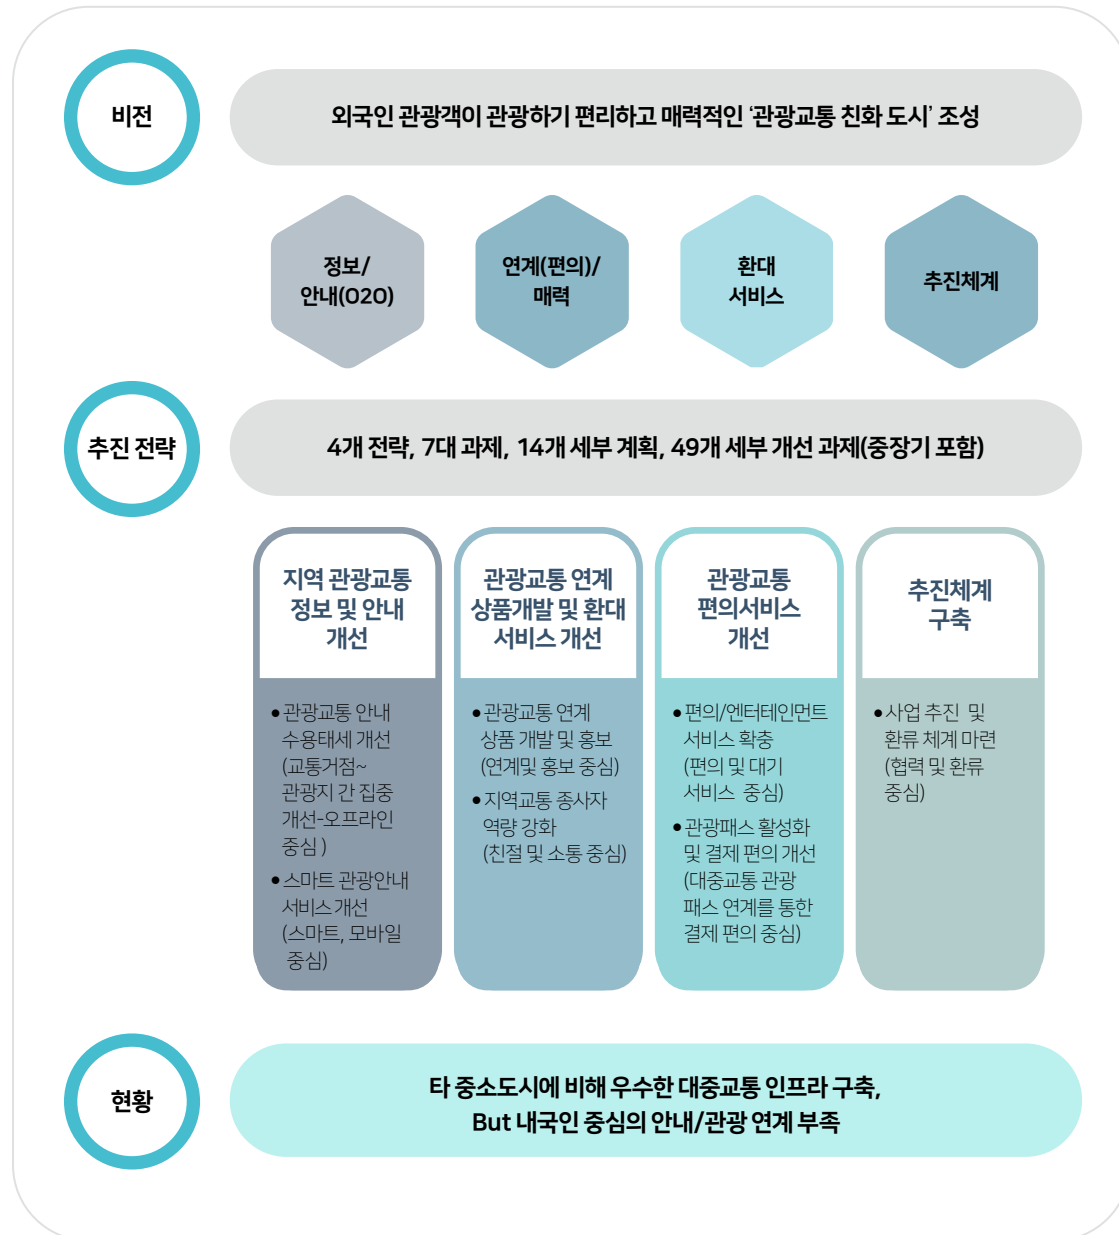 비전
외국인 관광객이 관광하기 편리하고 매력적인 ‘관광교통 친화 도시’ 조성
정보/
안내(O2O)
연계(편의)/
매력
환대
서비스
추진체계
추진 전략
4개 전략, 7대 과제, 14개 세부 계획, 49개 세부 개선 과제(중장기 포함)
지역 관광교통
정보 및 안내
개선
• 관광교통 안내
수용태세 개선
(교통거점~
관광지 간 집중
개선-오프라인
중심 )
• 스마트 관광안내
서비스 개선
(스마트, 모바일
중심)
관광교통 연계
상품개발 및 환대
서비스 개선
• 관광교통 연계
상품 개발 및 홍보
(연계및 홍보 중심)
• 지역교통 종사자
역량 강화
(친절 및 소통 중심)
관광교통
편의서비스
개선
• 편의/엔터테인먼트
서비스 확충
(편의 및 대기
서비스 중심)
• 관광패스 활성화
및 결제 편의 개선
(대중교통 관광
패스 연계를 통한
결제 편의 중심)
추진체계
구축
• 사업 추진 및
환류 체계 마련
(협력 및 환류
중심)
현황
타 중소도시에 비해 우수한 대중교통 인프라 구축,
But 내국인 중심의 안내/관광 연계 부족